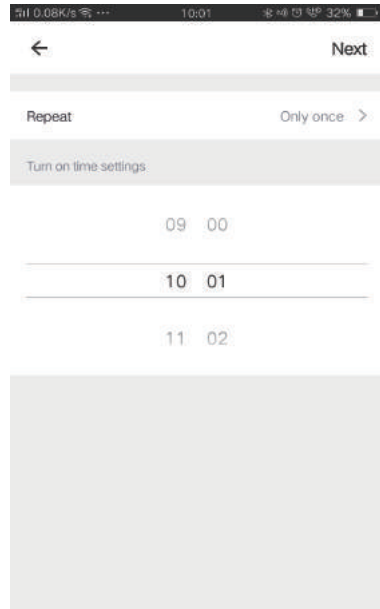 0.08K/s ... 10:01 32%
Next
Repeat Only once >
Turn on time settings
09 00
10 01
11 02